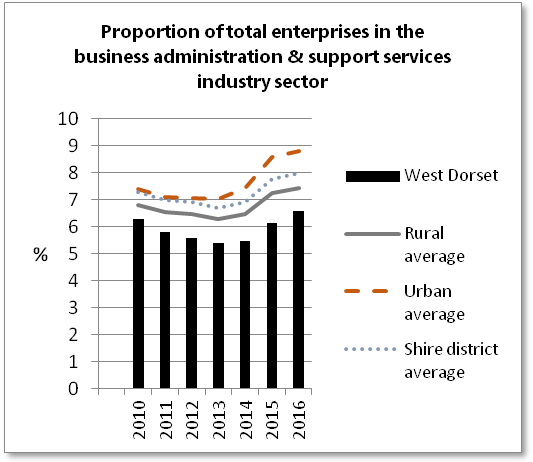 Proportion of total enterprises in the
business administration & support services
industry sector
10
9
8
7
6
5
4
3
2
1
0
%
2010
2011
2012
2013
2014
2015
2016
West Dorset
Rural
average
Urban
average
Shire district
average